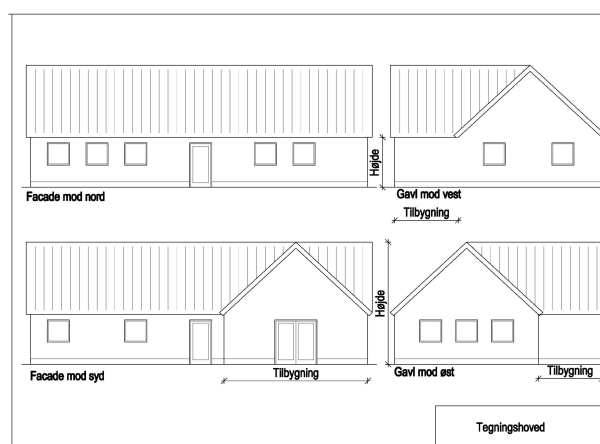 Højde
Facade mod nord
Gavl mod vest
Tilbygning
Højde
Facade mod syd
Tilbygning
Gavl mod øst
Tilbygning
Tegningshoved